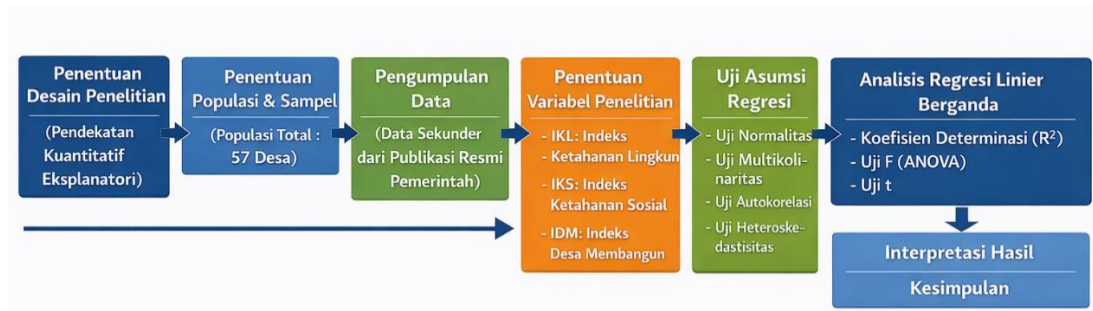 Penentuan
Desain Penelitian
(Pendekatan
Kuantitatif
Eksplanatori)
Penentuan
Populasi & Sampel
(Populasi Total :
57 Desa)
Pengumpulan
Data
(Data Sekunder
dari Publikasi Resmi
Pemerintah)
Penentuan
Variabel Penelitian
- IKL: Indeks
- Ketahanan Lingkun
- IKS: Indeks
Ketahanan Sosial
- IDM: Indeks
Desa Membangun
Uji Asumsi
Regresi
- Uji Normalitas
- Uji Multikoli-
naritas
- Uji Autokorelasi
- Uji Heteroske-
dastisitas
Analisis Regresi Linier
Berganda
- Koefisien Determinasi (R²)
- Uji F (ANOVA)
- Uji t
Interpretasi Hasil
Kesimpulan